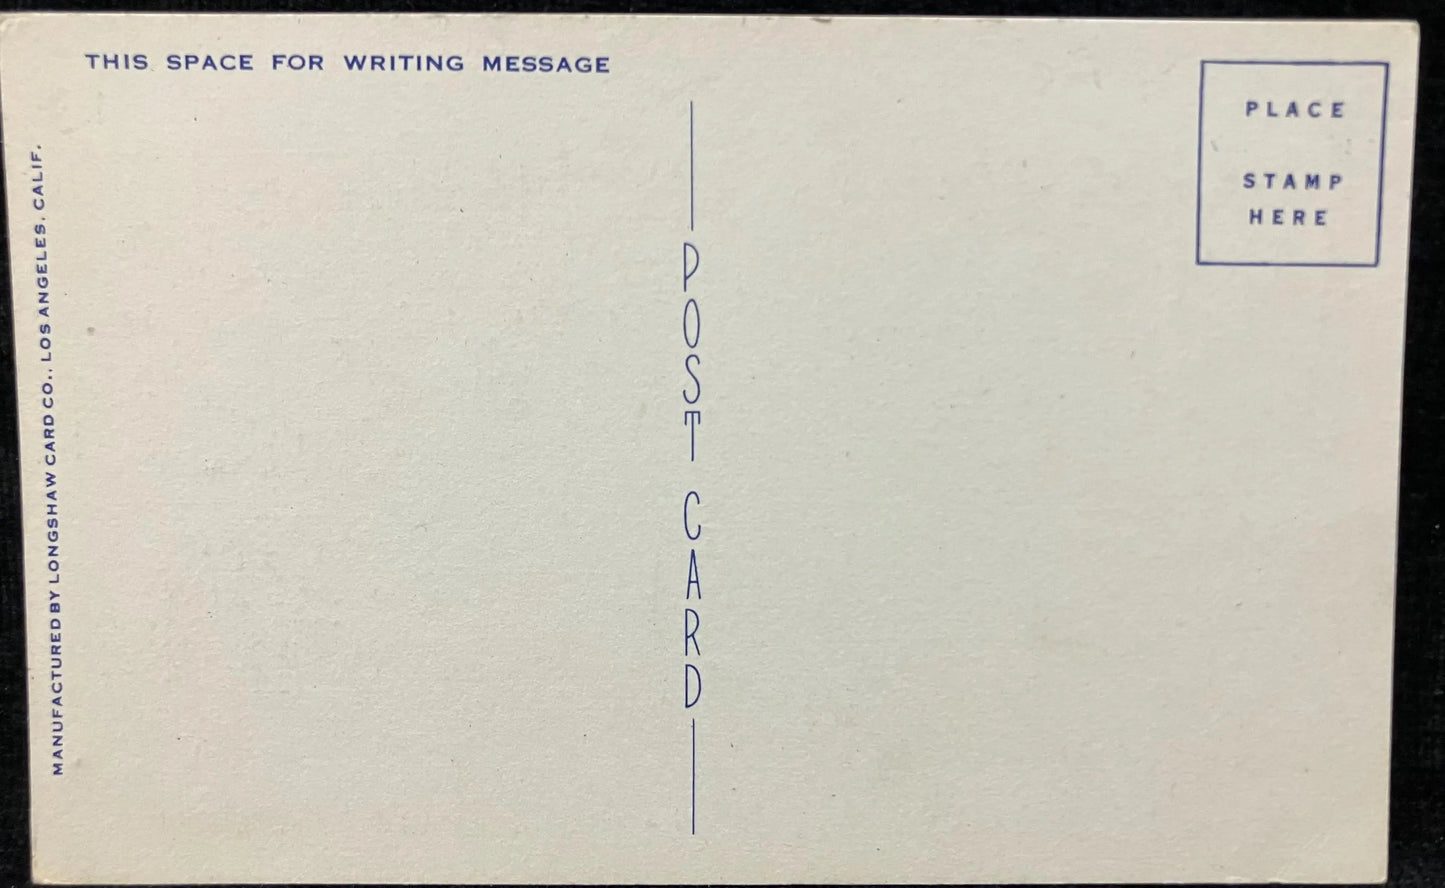 THIS SPACE FOR WRITING MESSAGE
PLACE
STAMP
HERE
POST CARD
MANUFACTURED BY LONGSHAW CARD CO., LOS ANGELES, CALIF.